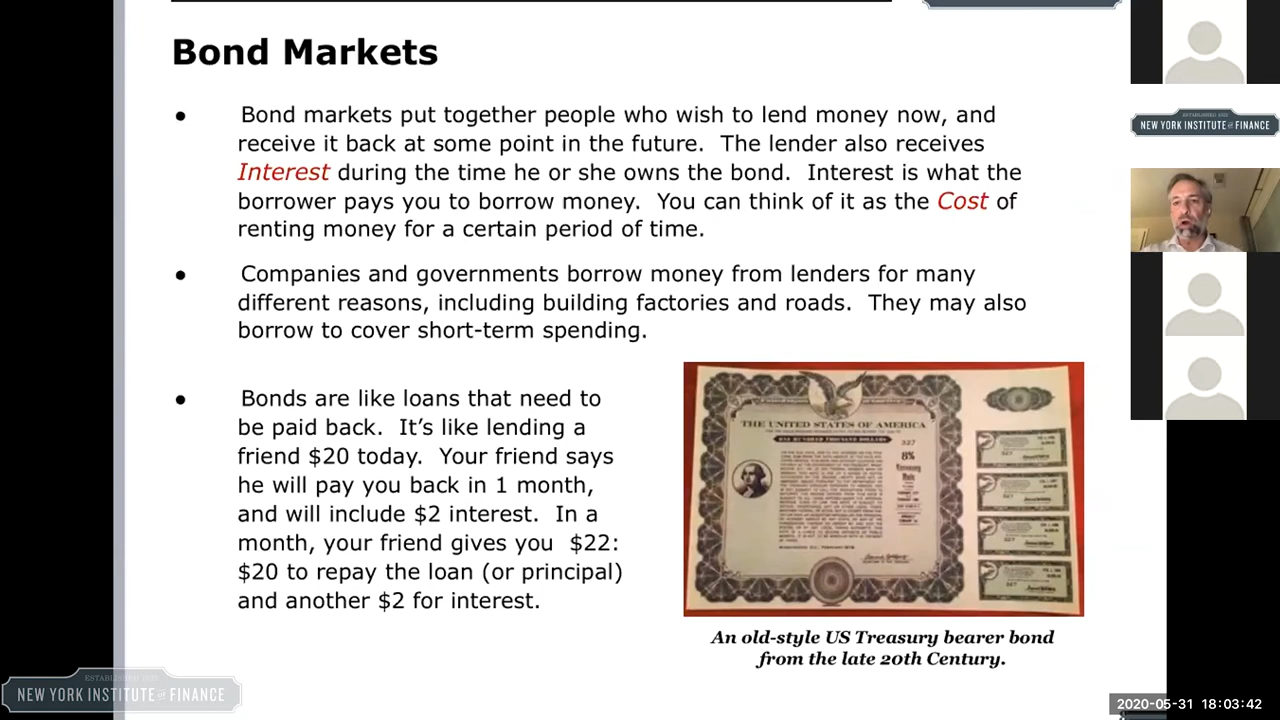 Bond Markets
● Bond markets put together people who wish to lend money now, and
receive it back at some point in the future. The lender also receives
Interest during the time he or she owns the bond. Interest is what the
borrower pays you to borrow money. You can think of it as the Cost of
renting money for a certain period of time.
● Companies and governments borrow money from lenders for many
different reasons, including building factories and roads. They may also
borrow to cover short-term spending.
● Bonds are like loans that need to
be paid back. It's like lending a
friend $20 today. Your friend says
he will pay you back in 1 month,
and will include $2 interest. In a
month, your friend gives you $22:
$20 to repay the loan (or principal)
and another $2 for interest.
THE UNITED STATES OF AMERICA
ONE HUNDRED THOUSAND DOLLARS
327
8%
An old-style US Treasury bearer bond
from the late 20th Century.
ESTABLISHED 1922
NEW YORK INSTITUTE OF FINANCE
ESTABLISHED 1922
NEW YORK INSTITUTE OF FINANCE
2020-05-31 18:03:42